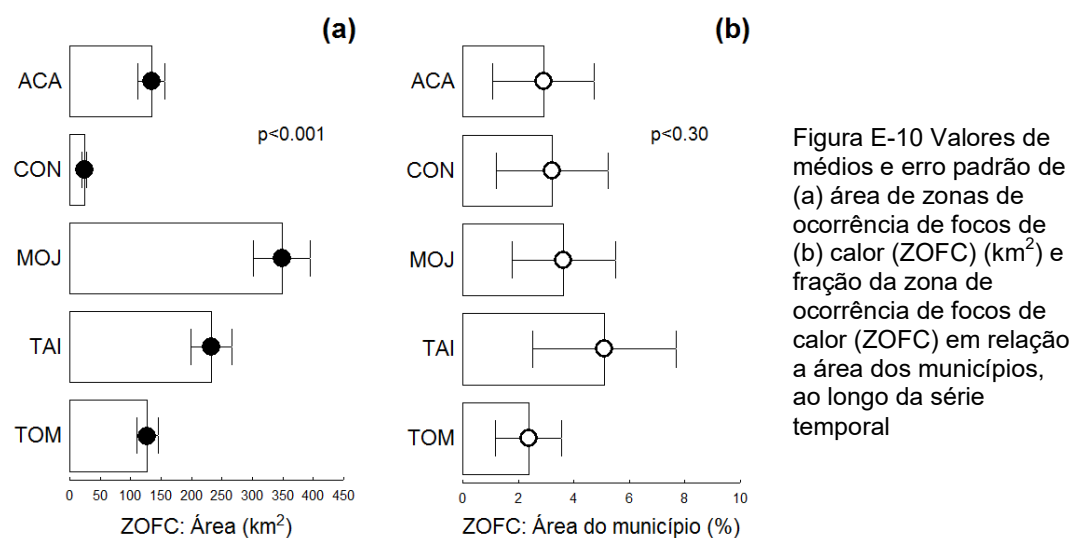 (a)
ACA
CON
MOJ
TAI
TOM
p<0.001
0 50 100 150 200 250 300 350 400 450
ZOFC: Área (km²)
(b)
ACA
CON
MOJ
TAI
TOM
p<0.30
0 2 4 6 8 10
ZOFC: Área do município (%)
Figura E-10 Valores de
médios e erro padrão de
(a) área de zonas de
ocorrência de focos de
(b) calor (ZOFC) (km²) e
fração da zona de
ocorrência de focos de
calor (ZOFC) em relação
a área dos municípios,
ao longo da série
temporal